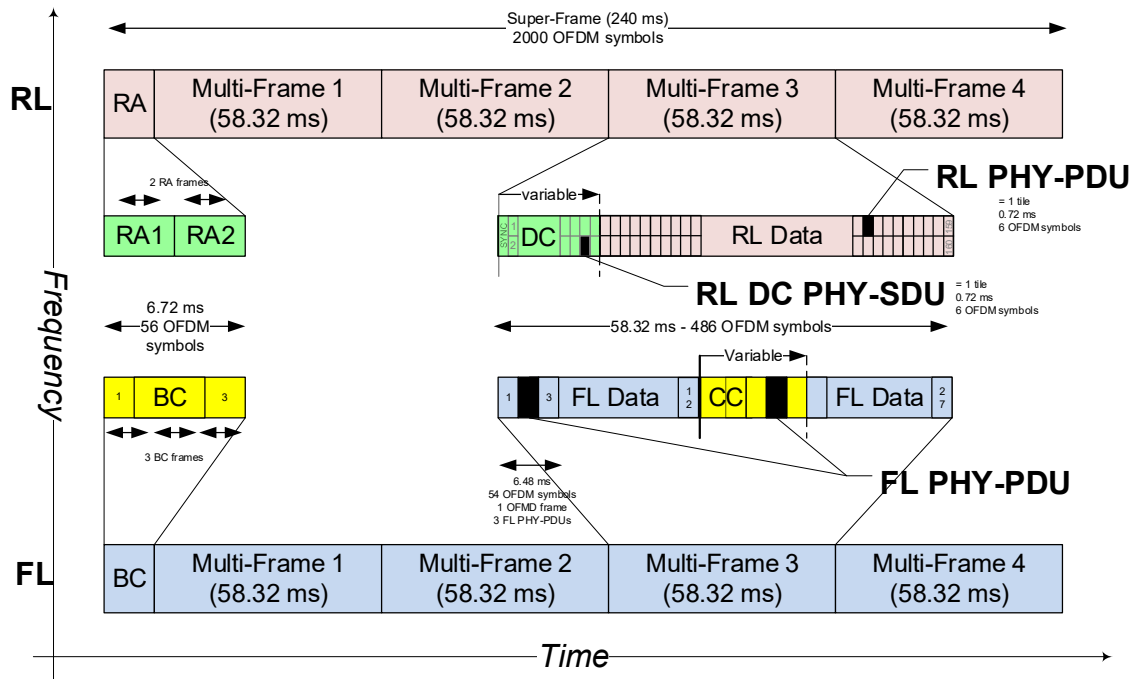 Super-Frame (240 ms)
2000 OFDM symbols
RL
RA
Multi-Frame 1
(58.32 ms)
Multi-Frame 2
(58.32 ms)
Multi-Frame 3
(58.32 ms)
Multi-Frame 4
(58.32 ms)
2 RA frames
variable
RL PHY-PDU
= 1 tile
0.72 ms
6 OFDM symbols
RA1
RA2
SYNC
1
2
DC
RL Data
159
160
RL DC PHY-SDU
= 1 tile
0.72 ms
6 OFDM symbols
Frequency
6.72 ms
56 OFDM
symbols
58.32 ms - 486 OFDM symbols
Variable
1
BC
3
1
3
FL Data
1
2
CC
FL Data
2
7
3 BC frames
6.48 ms
54 OFDM symbols
1 OFMD frame
3 FL PHY-PDUs
FL PHY-PDU
FL
BC
Multi-Frame 1
(58.32 ms)
Multi-Frame 2
(58.32 ms)
Multi-Frame 3
(58.32 ms)
Multi-Frame 4
(58.32 ms)
Time